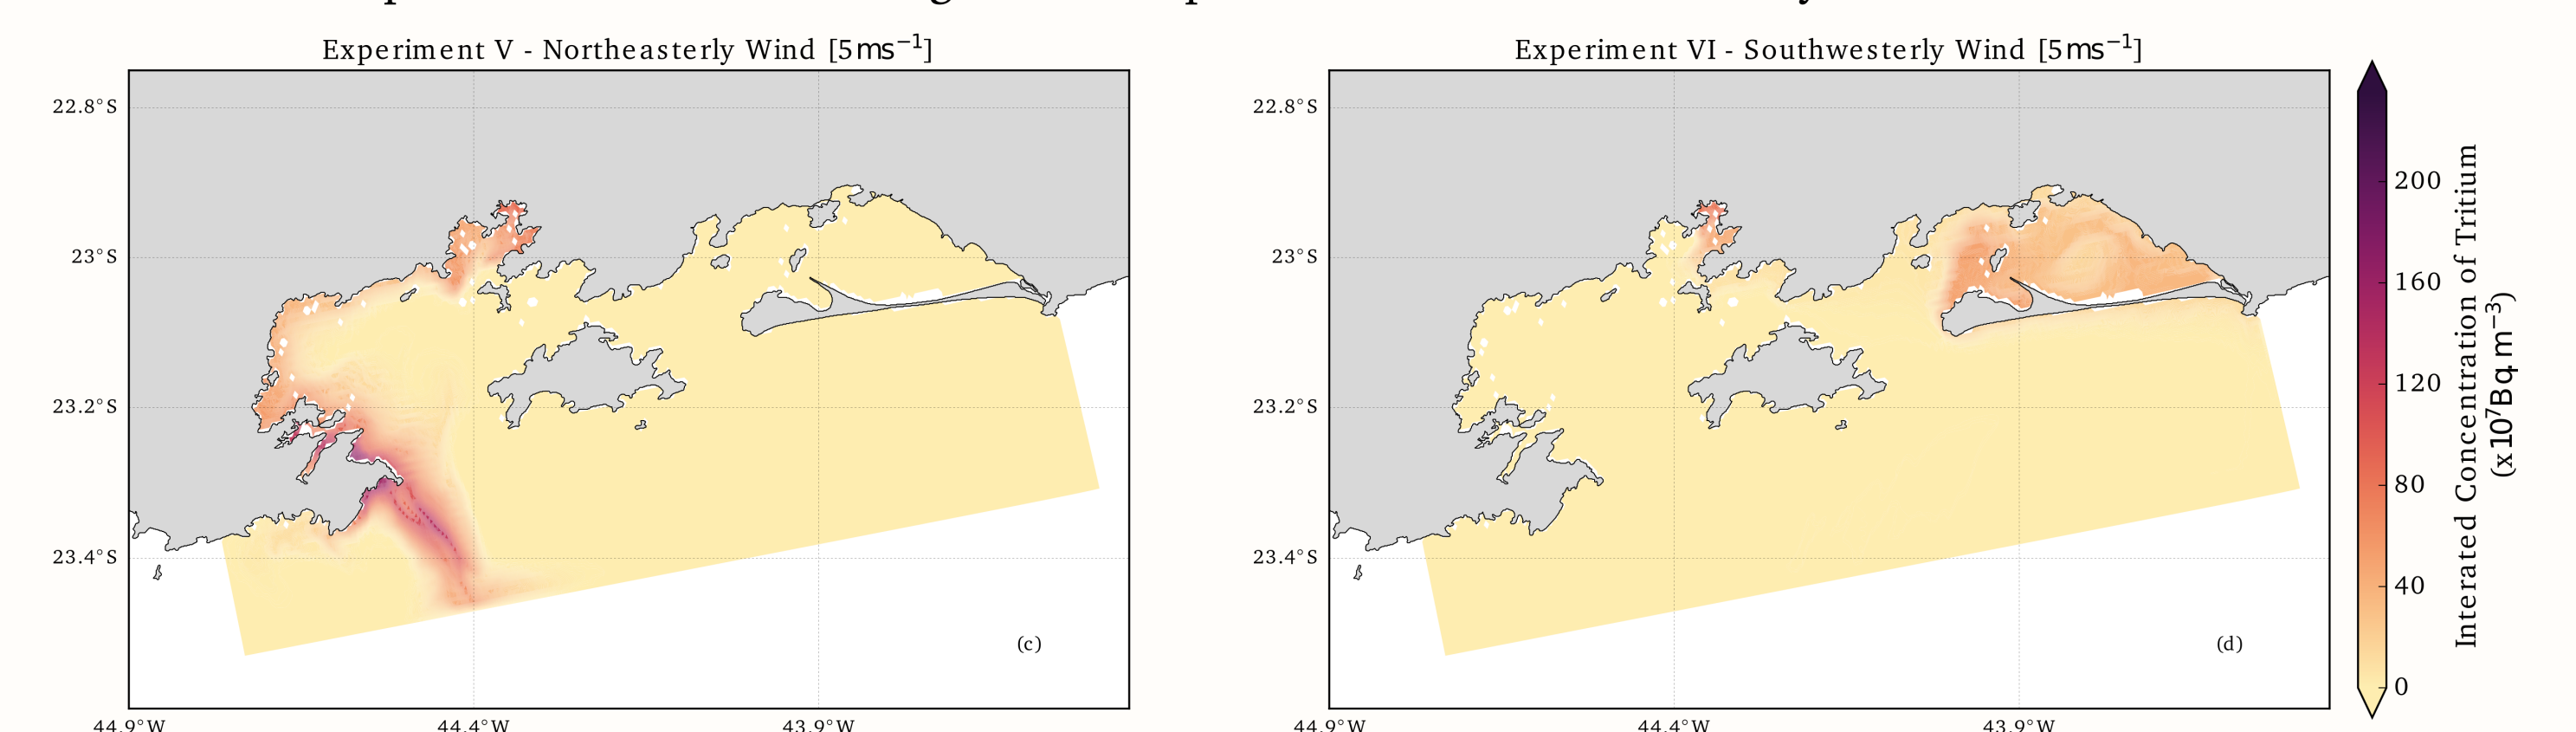 Experiment V - Northeasterly Wind [5ms⁻¹]
22.8°S
23°S
23.2°S
23.4°S
44.9°W 44.4°W 43.9°W
(c)
Experiment VI - Southwesterly Wind [5ms⁻¹]
22.8°S
23°S
23.2°S
23.4°S
44.9°W 44.4°W 43.9°W
(d)
200
160
120
80
40
0
Interated Concentration of Tritium
(x 10⁷Bq m⁻³)